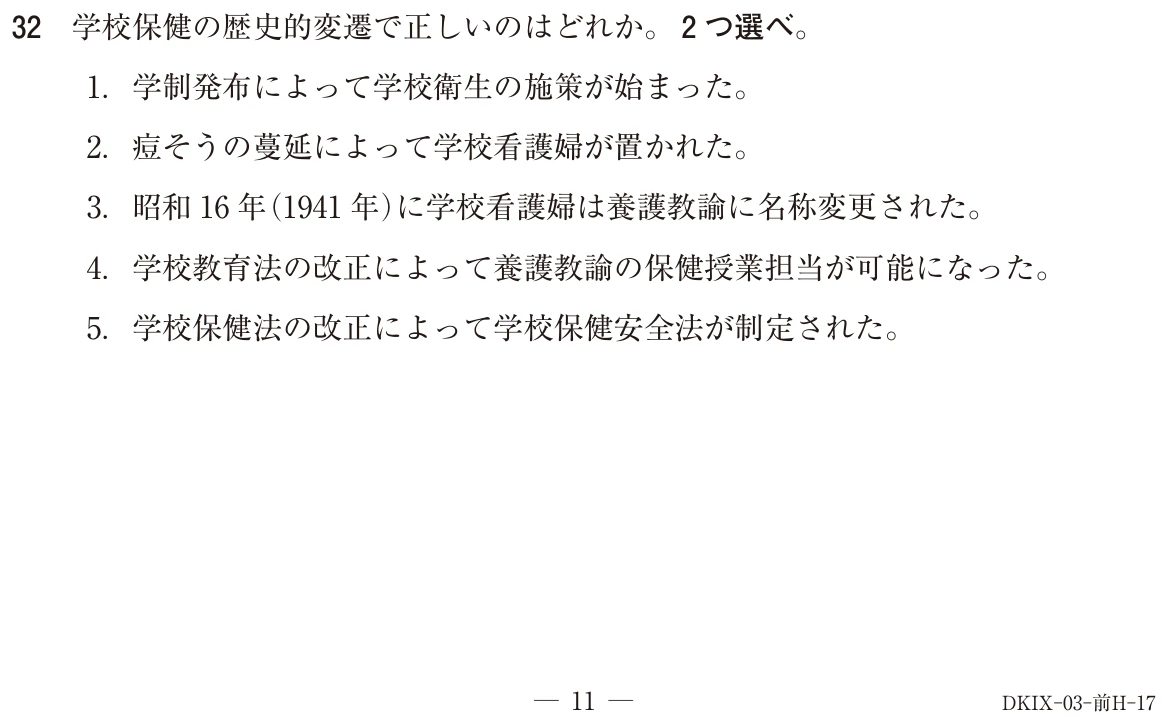 32 学校保健の歴史的変遷で正しいのはどれか。2つ選べ。
1. 学制発布によって学校衛生の施策が始まった。
2. 痘そうの蔓延によって学校看護婦が置かれた。
3. 昭和16年(1941年)に学校看護婦は養護教諭に名称変更された。
4. 学校教育法の改正によって養護教諭の保健授業担当が可能になった。
5. 学校保健法の改正によって学校保健安全法が制定された。
— 11 —
DKIX-03-前H-17